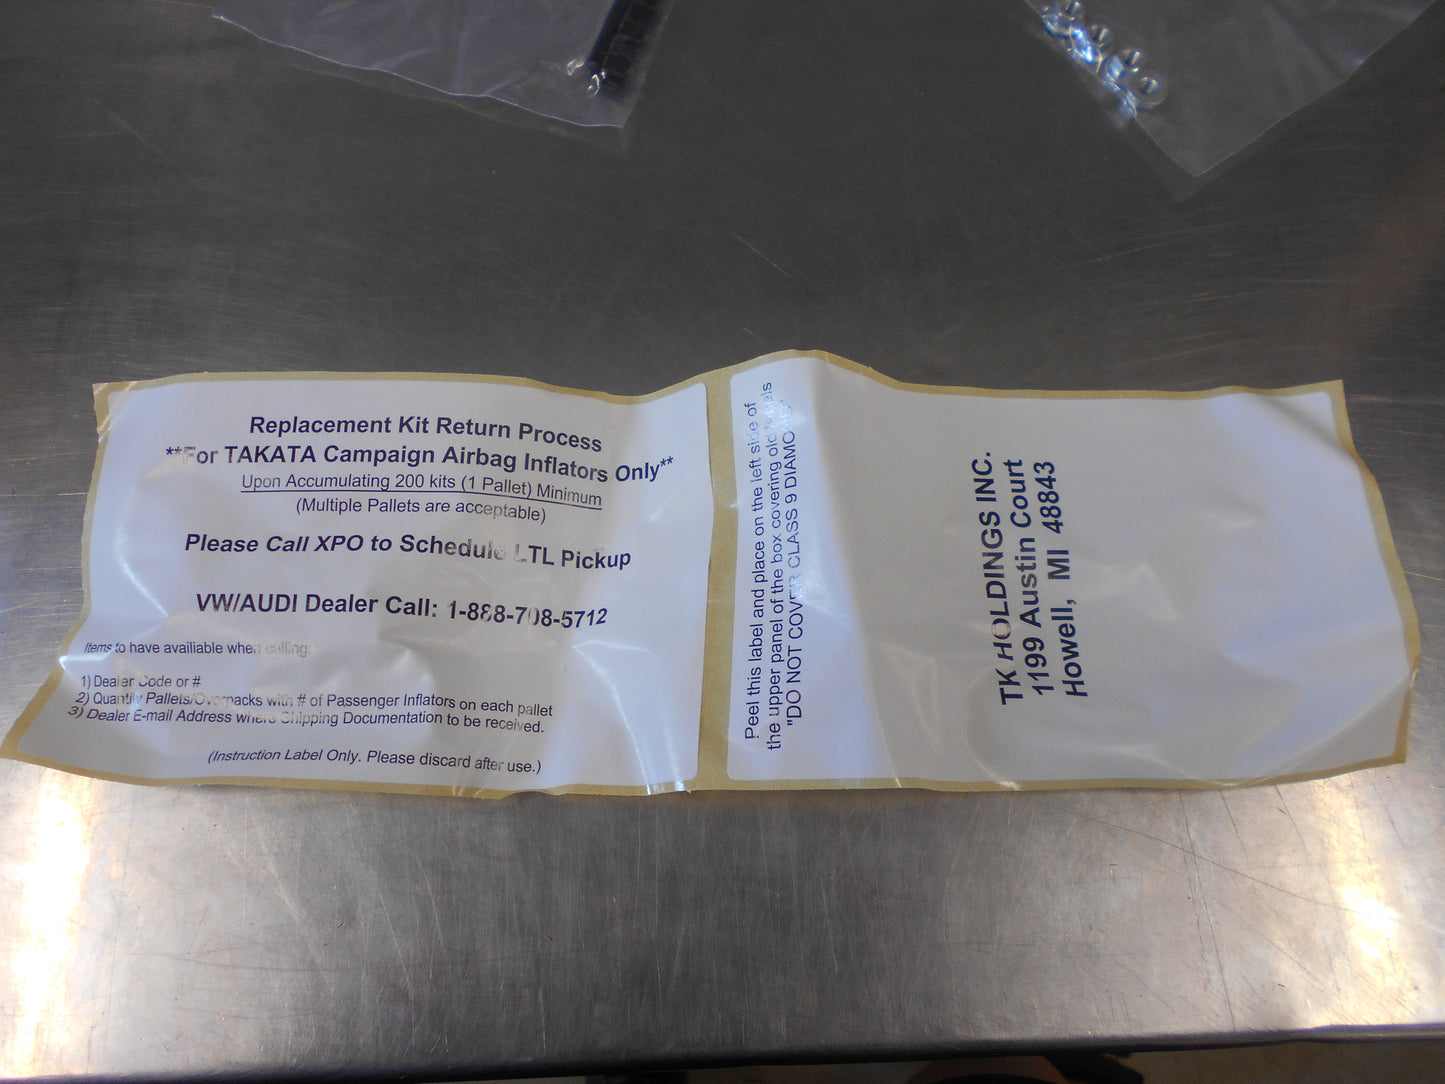 Replacement Kit Return Process
**For TAKATA Campaign Airbag Inflators Only**
Upon Accumulating 200 kits (1 Pallet) Minimum
(Multiple Pallets are acceptable)
Please Call XPO to Schedule LTL Pickup
VW/AUDI Dealer Call: 1-888-708-5712
Items to have availiable when calling:
1) Dealer Code or #
2) Quantity Pallets/Overpacks with # of Passenger Inflators on each pallet
3) Dealer E-mail Address where Shipping Documentation to be received.
(Instruction Label Only. Please discard after use.)
Peel this label and place on the left side of
the upper panel of the box covering old labels
"DO NOT COVER CLASS 9 DIAMOND"
TK HOLDINGS INC.
1199 Austin Court
Howell, MI 48843